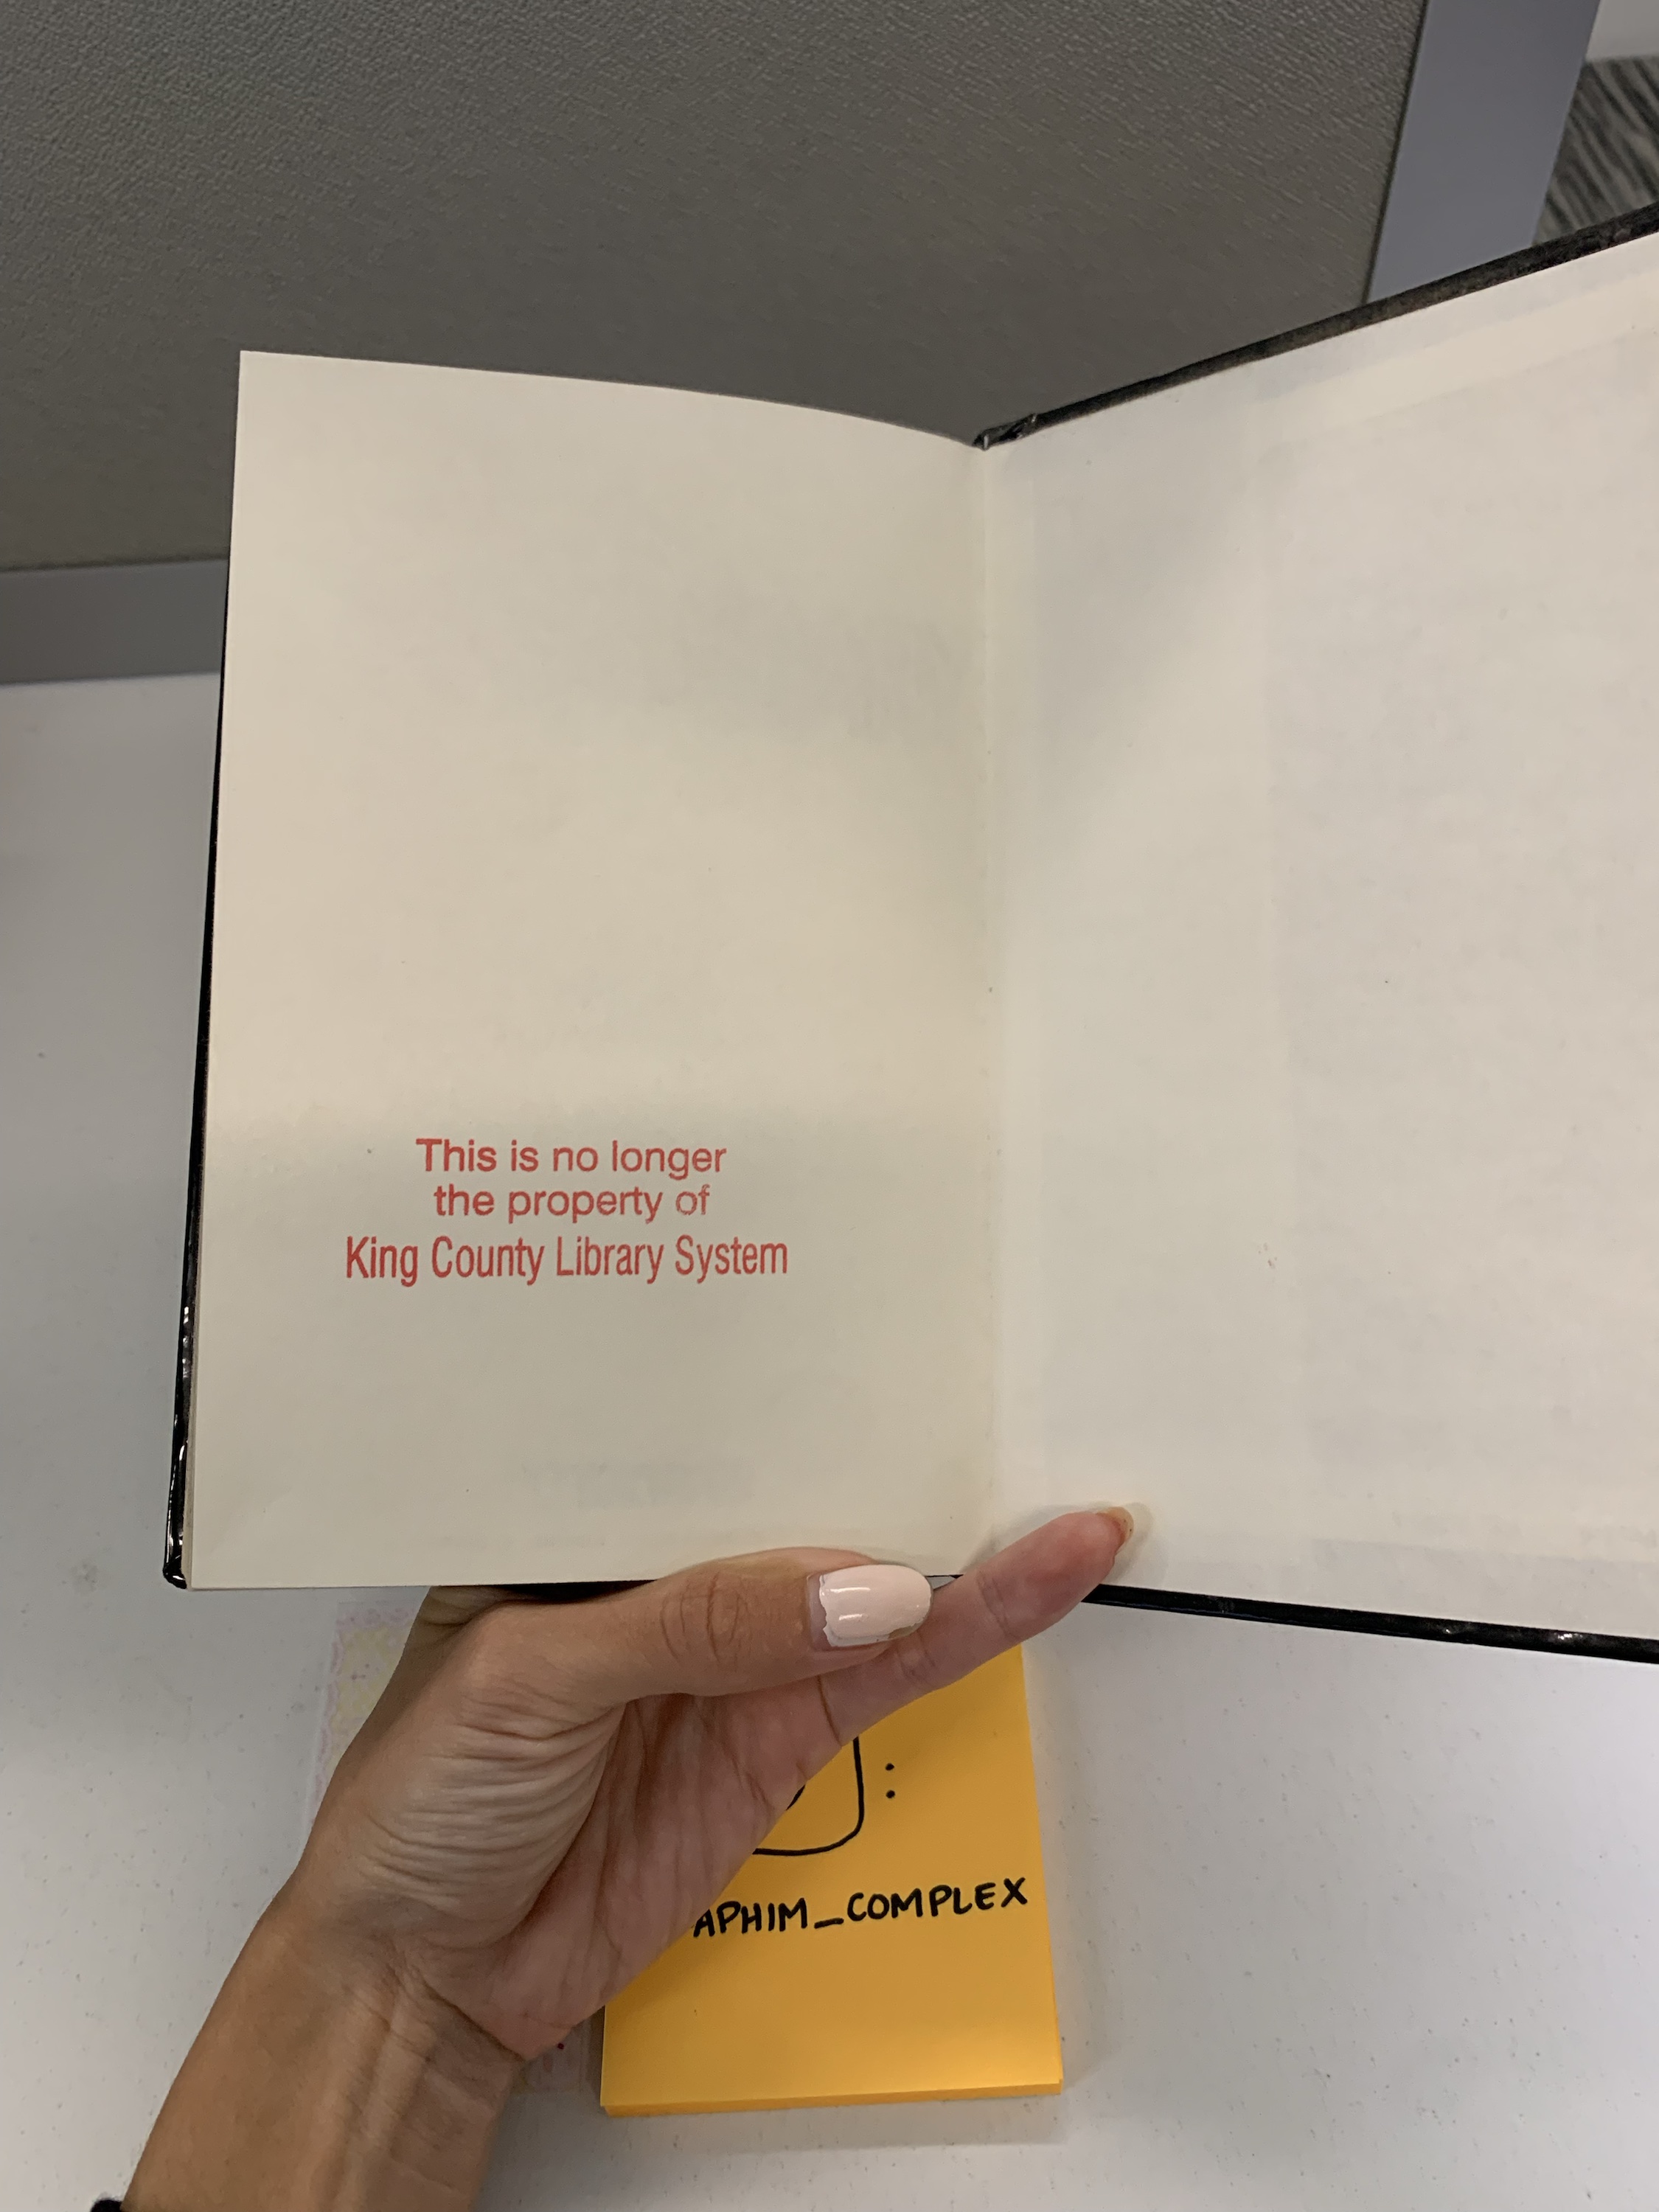 This is no longer
the property of
King County Library System
:
APHIM_COMPLEX